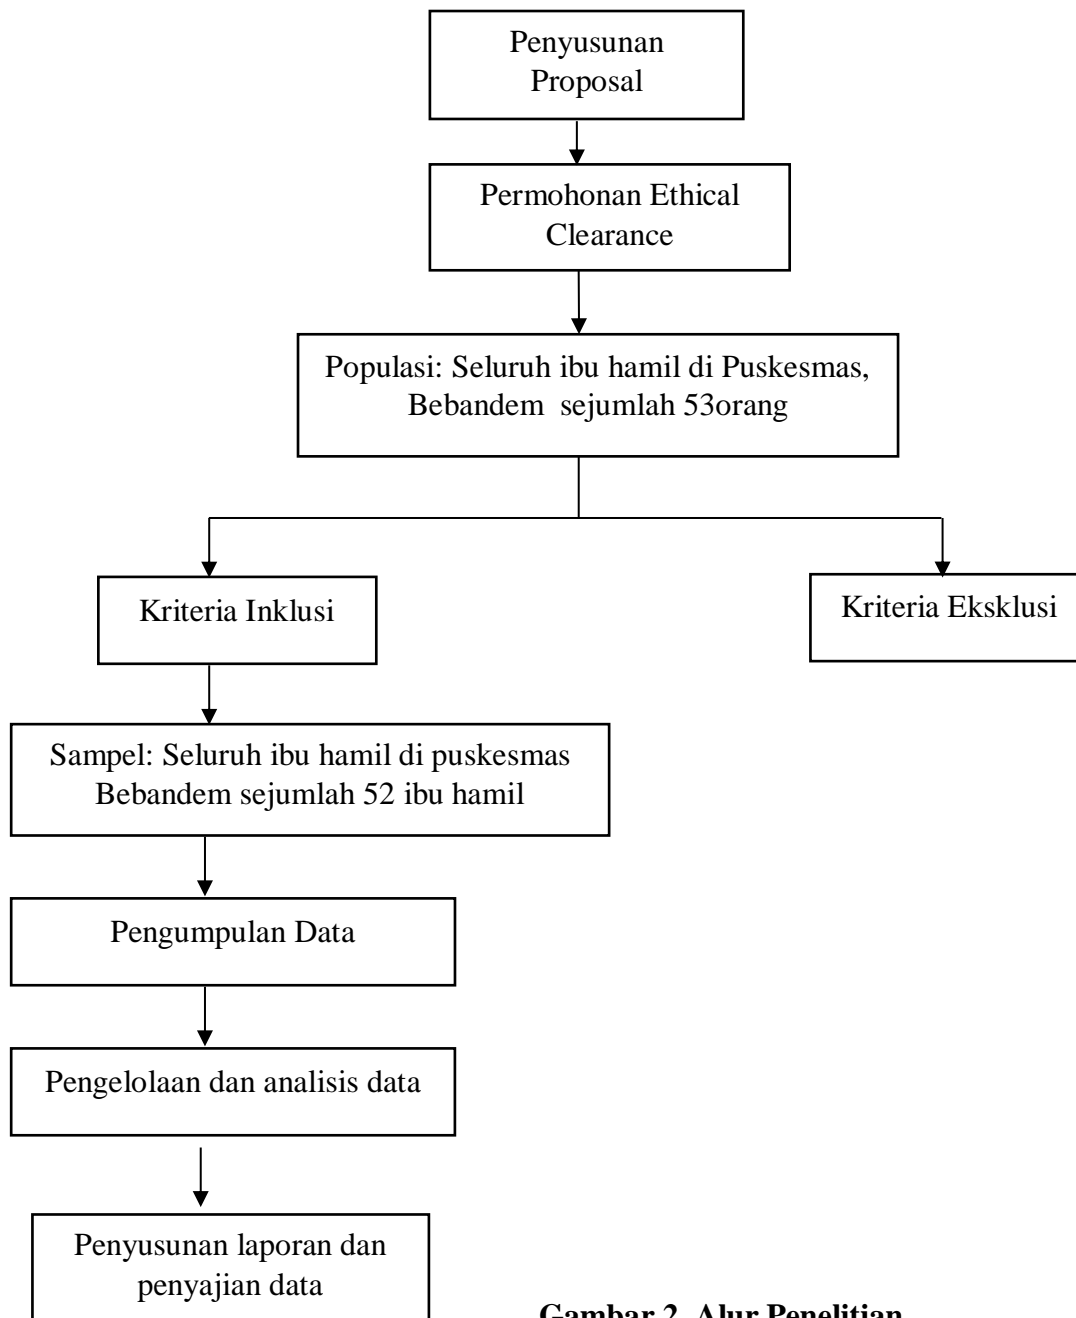 Penyusunan
Proposal
Permohonan Ethical
Clearance
Populasi: Seluruh ibu hamil di Puskesmas,
Bebandem sejumlah 53orang
Kriteria Inklusi
Kriteria Eksklusi
Sampel: Seluruh ibu hamil di puskesmas
Bebandem sejumlah 52 ibu hamil
Pengumpulan Data
Pengelolaan dan analisis data
Penyusunan laporan dan
penyajian data
Gambar 2. Alur Penelitian